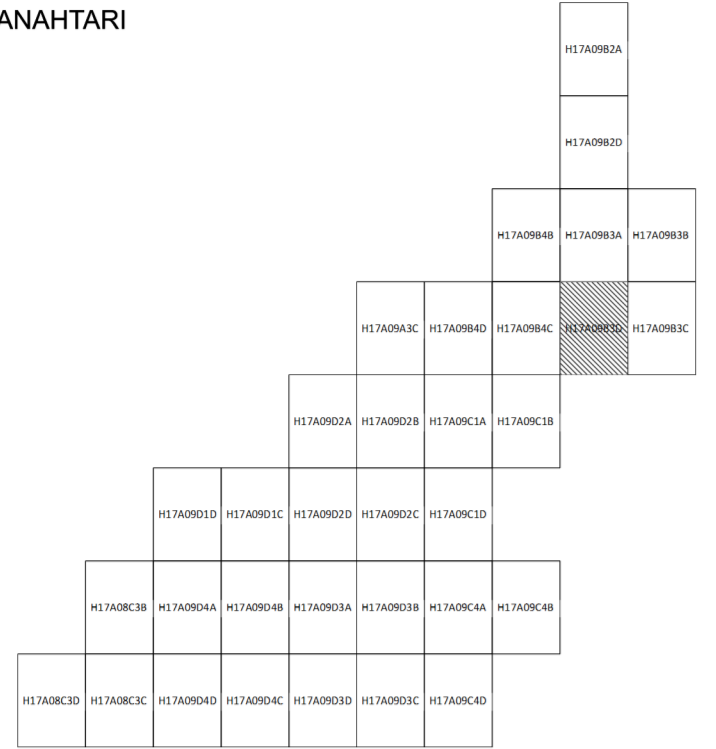 ANAHTARI
H17A09B2A
H17A09B2D
H17A09B4B H17A09B3A H17A09B3B
H17A09A3C H17A09B4D H17A09B4C H17A09B3D H17A09B3C
H17A09D2A H17A09D2B H17A09C1A H17A09C1B
H17A09D1D H17A09D1C H17A09D2D H17A09D2C H17A09C1D
H17A08C3B H17A09D4A H17A09D4B H17A09D3A H17A09D3B H17A09C4A H17A09C4B
H17A08C3D H17A08C3C H17A09D4D H17A09D4C H17A09D3D H17A09D3C H17A09C4D